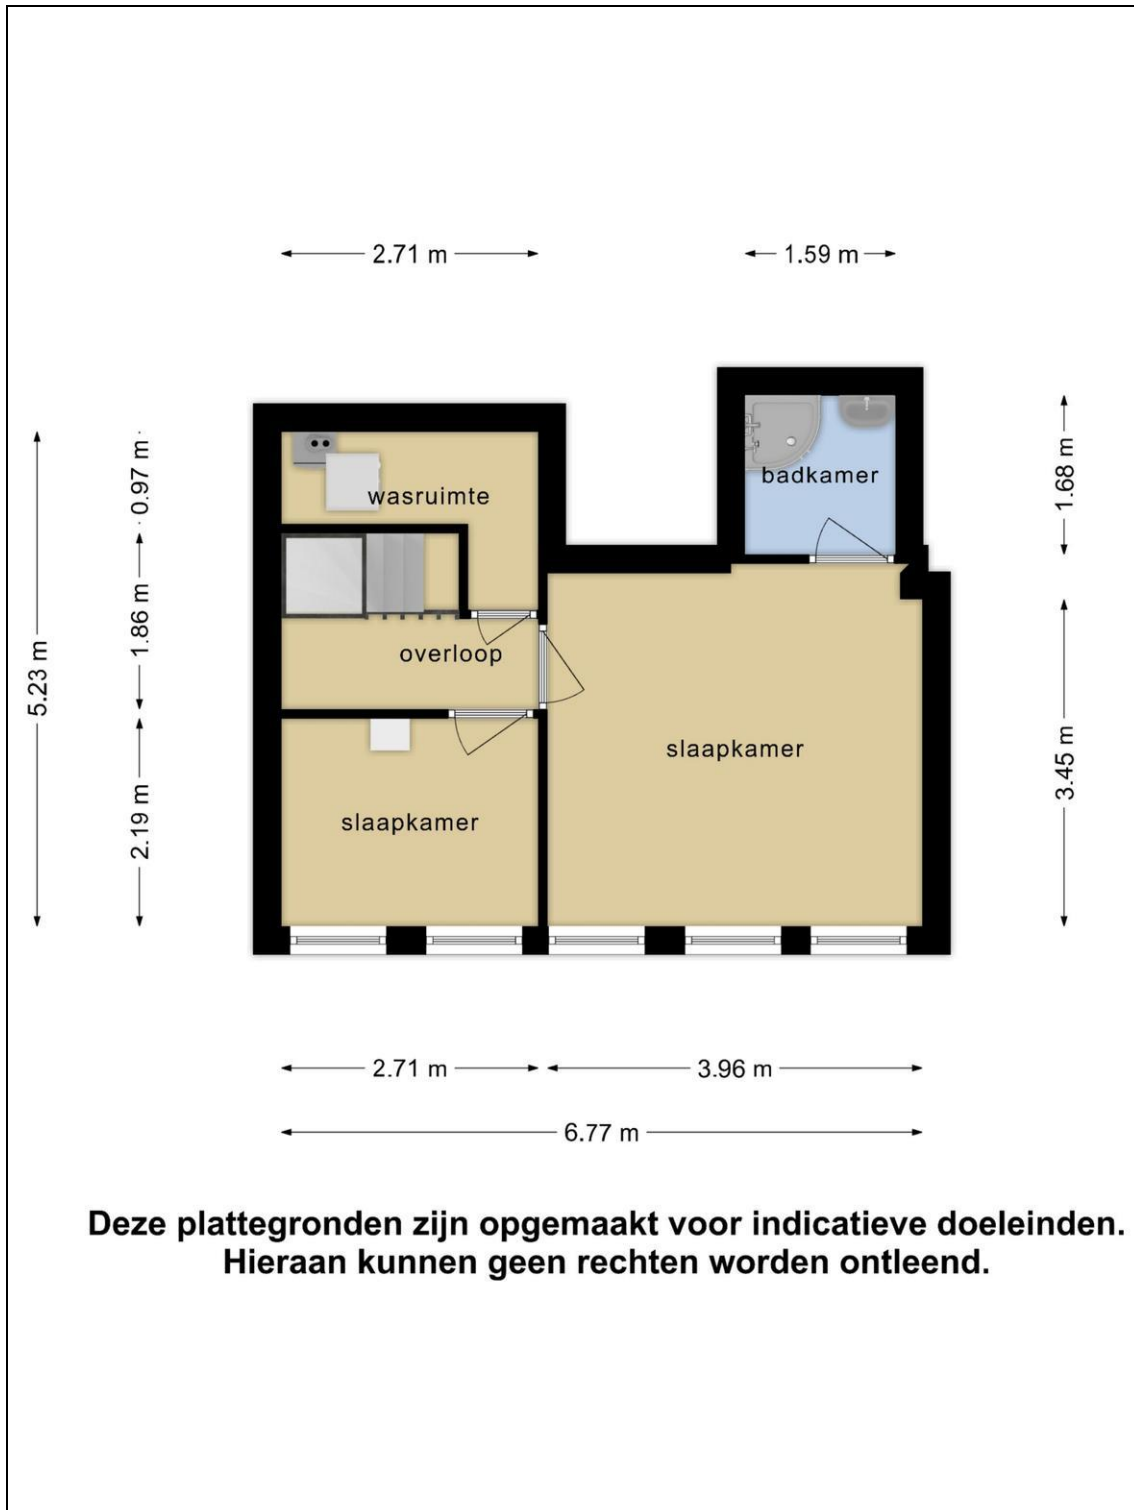 2.71 m
1.59 m
0.97 m
wasruimte
badkamer
1.68 m
1.86 m
overloop
5.23 m
slaapkamer
3.45 m
2.19 m
slaapkamer
2.71 m
3.96 m
6.77 m
Deze plattegronden zijn opgemaakt voor indicatieve doeleinden.
Hieraan kunnen geen rechten worden ontleend.